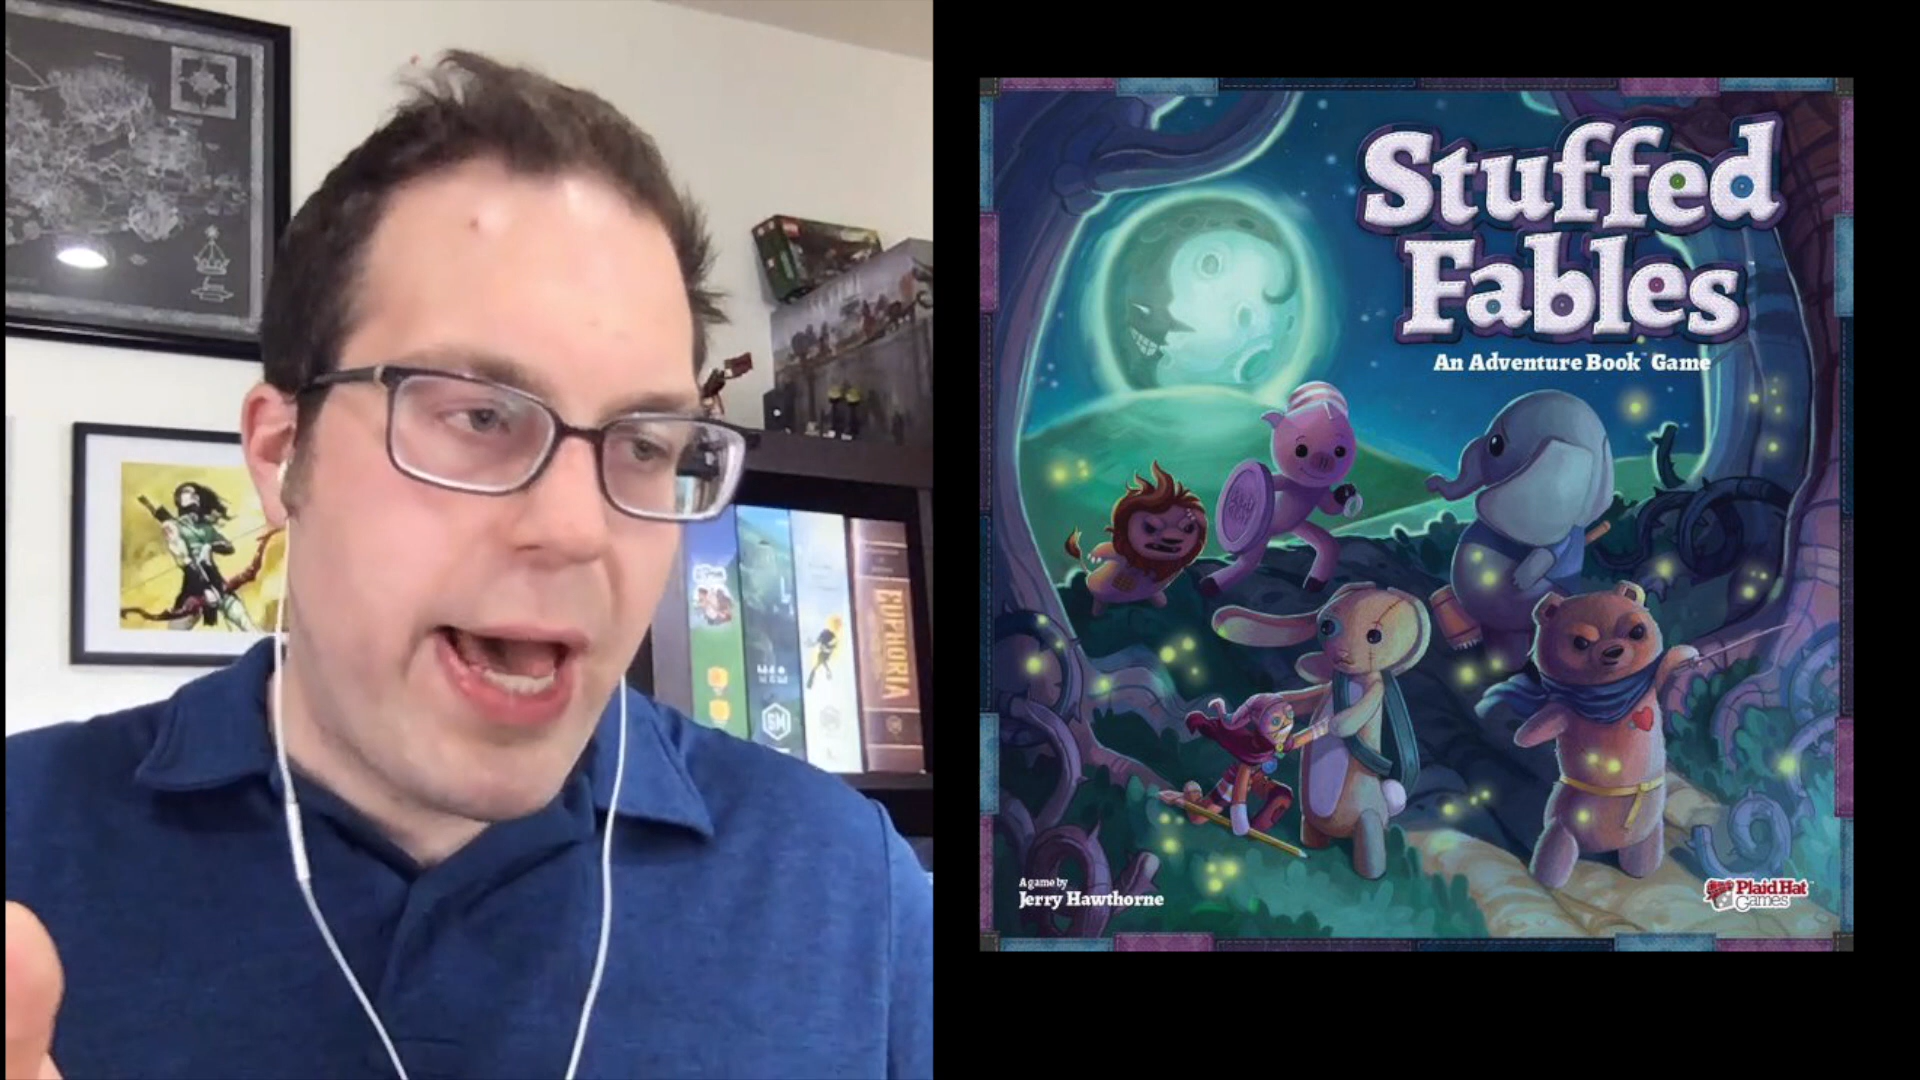 Stuffed
Fables
An Adventure Book™ Game
EUPHORIA
A game by
Jerry Hawthorne
Plaid Hat
Games